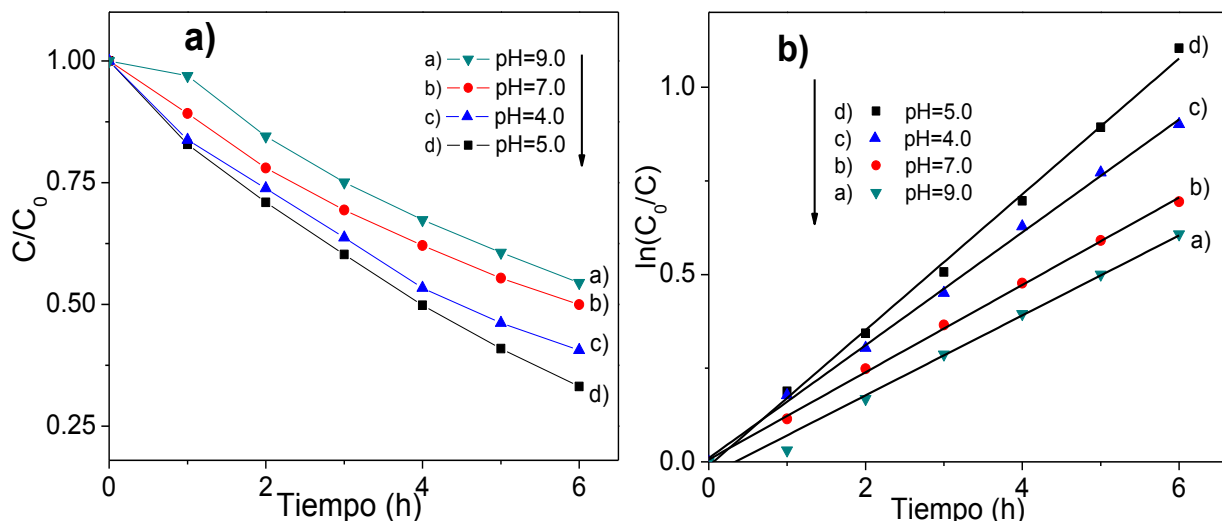 a)
a) pH=9.0
b) pH=7.0
c) pH=4.0
d) pH=5.0
1.00
0.75
0.50
0.25
C/C0
a)
b)
c)
d)
0 2 4 6
Tiempo (h)
b)
d) pH=5.0
c) pH=4.0
b) pH=7.0
a) pH=9.0
1.0
0.5
0.0
ln(C0/C)
d)
c)
b)
a)
0 2 4 6
Tiempo (h)